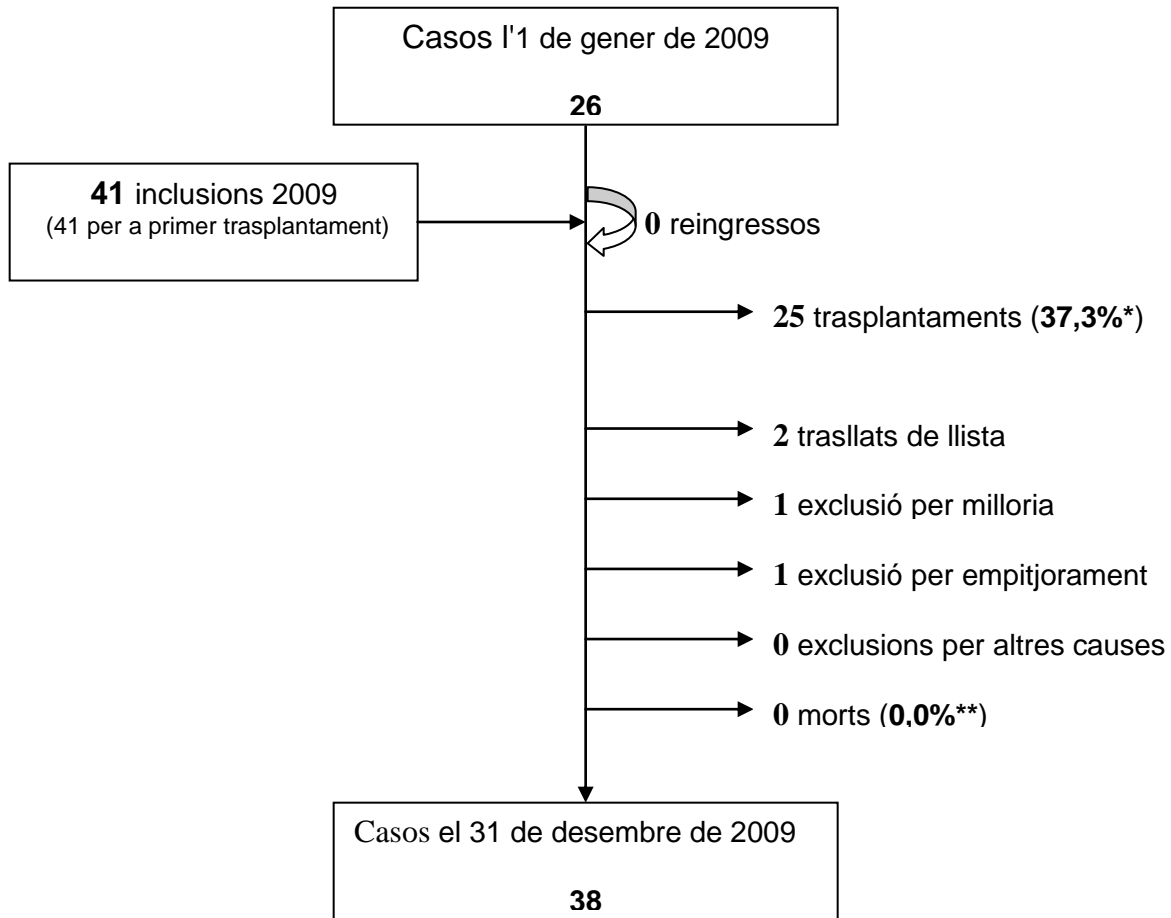 Casos l'1 de gener de 2009
26
41 inclusions 2009
(41 per a primer trasplantament)
0 reingressos
25 trasplantaments (37,3%*)
2 trasllats de llista
1 exclusió per milloria
1 exclusió per empitjorament
0 exclusions per altres causes
0 morts (0,0%**)
Casos el 31 de desembre de 2009
38